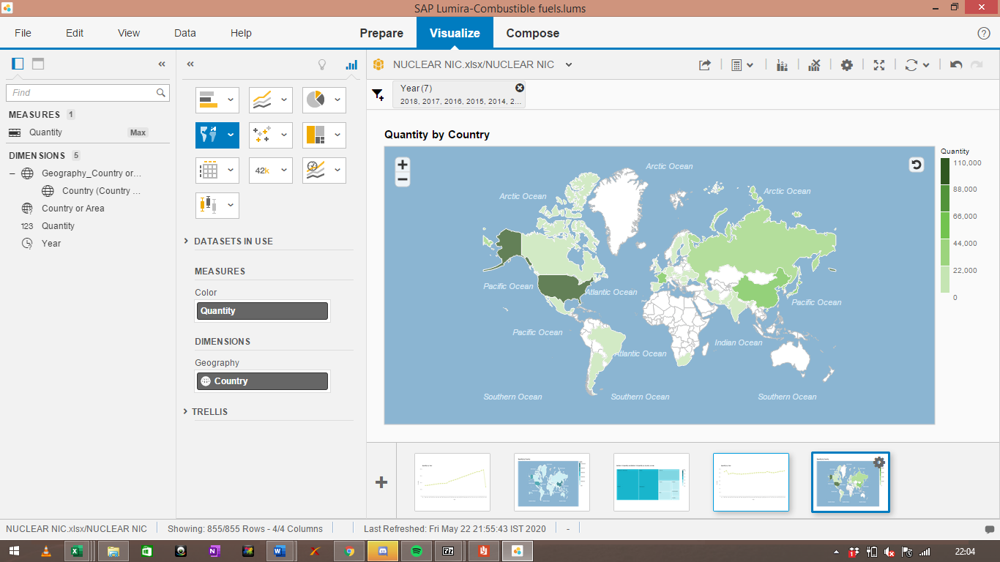 SAP Lumira-Combustible fuels.lums
File Edit View Data Help Prepare Visualize Compose
Find
MEASURES 1
Quantity Max
DIMENSIONS 5
Geography_Country or...
Country (Country ...
Country or Area
123 Quantity
Year
42k
DATASETS IN USE
MEASURES
Color
Quantity
DIMENSIONS
Geography
Country
TRELLIS
NUCLEAR NIC.xlsx/NUCLEAR NIC
Year (7)
2018, 2017, 2016, 2015, 2014, 2...
Quantity by Country
Arctic Ocean
Arctic Ocean
Arctic Ocean
Pacific Ocean
Atlantic Ocean
Pacific Ocean
Pacific Ocean
Indian Ocean
Atlantic Ocean
Southern Ocean
Southern Ocean
Southern Ocean
Quantity
110,000
88,000
66,000
44,000
22,000
0
NUCLEAR NIC.xlsx/NUCLEAR NIC Showing: 855/855 Rows - 4/4 Columns Last Refreshed: Fri May 22 21:55:43 IST 2020 -
22:04